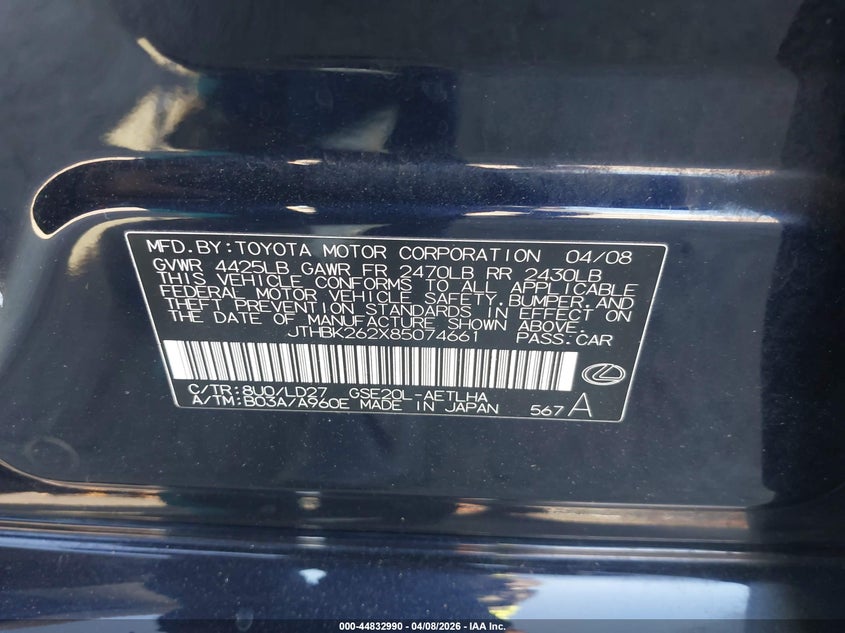 MFD.BY:TOYOTA MOTOR CORPORATION 04/08
GVWR 4425LB GAWR FR 2470LB RR 2430LB
THIS VEHICLE CONFORMS TO ALL APPLICABLE
FEDERAL MOTOR VEHICLE SAFETY,BUMPER,AND
THEFT PREVENTION STANDARDS IN EFFECT ON
THE DATE OF MANUFACTURE SHOWN ABOVE.
JTHBK262X85074661 PASS.CAR
C/TR:8U0/LD27 GSE20L-AETLHA
A/TM:B03A/A960E MADE IN JAPAN 567 A
000-44832990 - 04/08/2026 - IAA Inc.